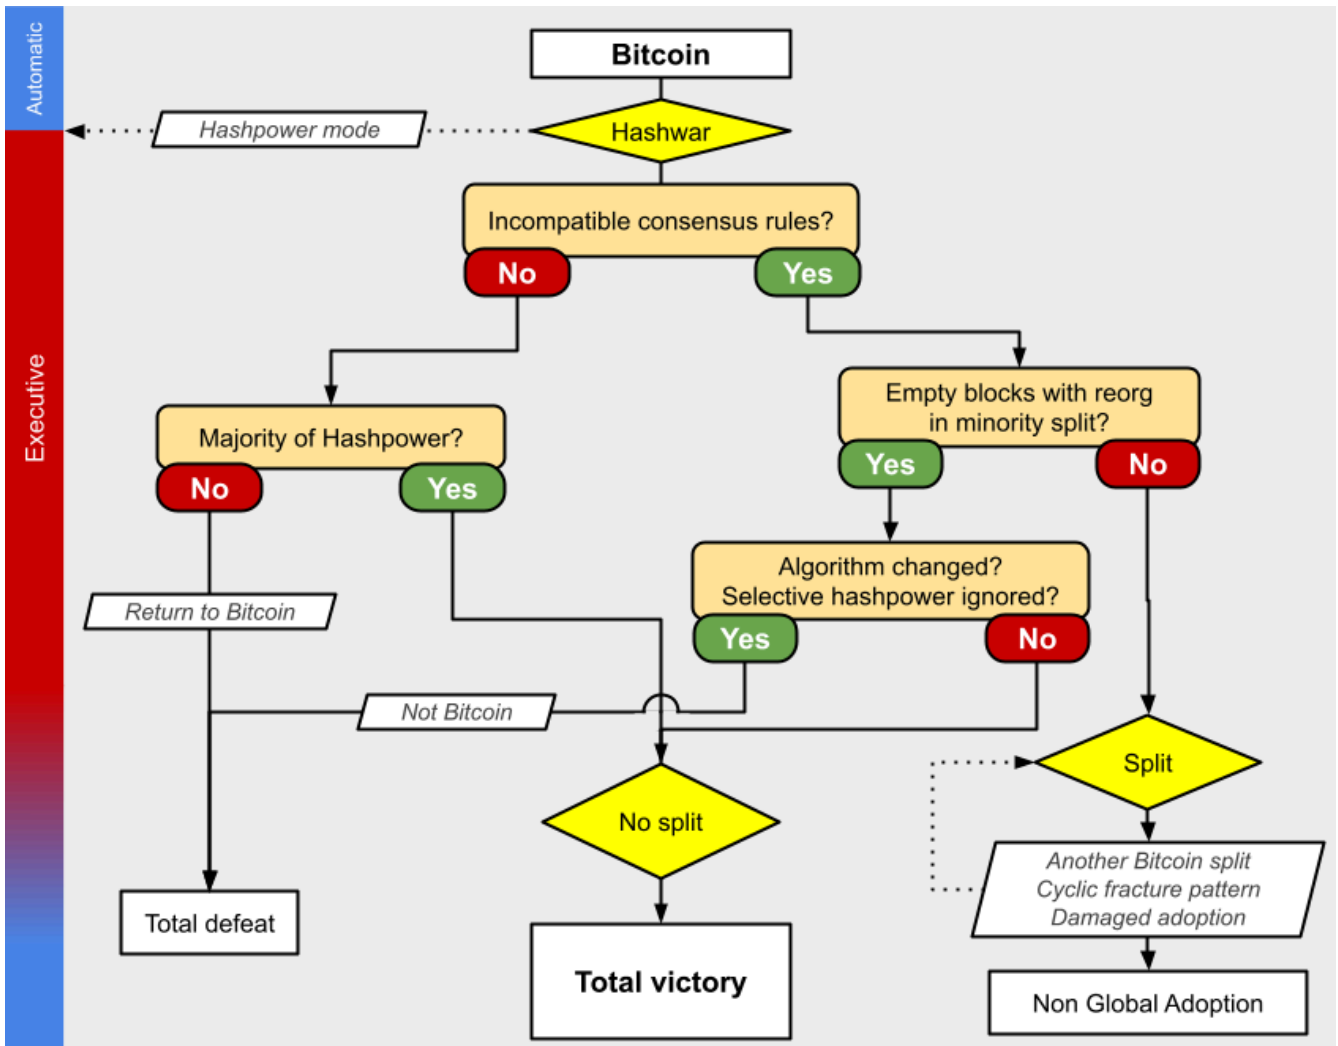 Automatic
Bitcoin
Hashpower mode
Hashwar
Incompatible consensus rules?
No
Yes
Executive
Empty blocks with reorg
in minority split?
Majority of Hashpower?
Yes
No
No
Yes
Algorithm changed?
Selective hashpower ignored?
Return to Bitcoin
Yes
No
Not Bitcoin
Split
No split
Another Bitcoin split
Cyclic fracture pattern
Damaged adoption
Total defeat
Total victory
Non Global Adoption